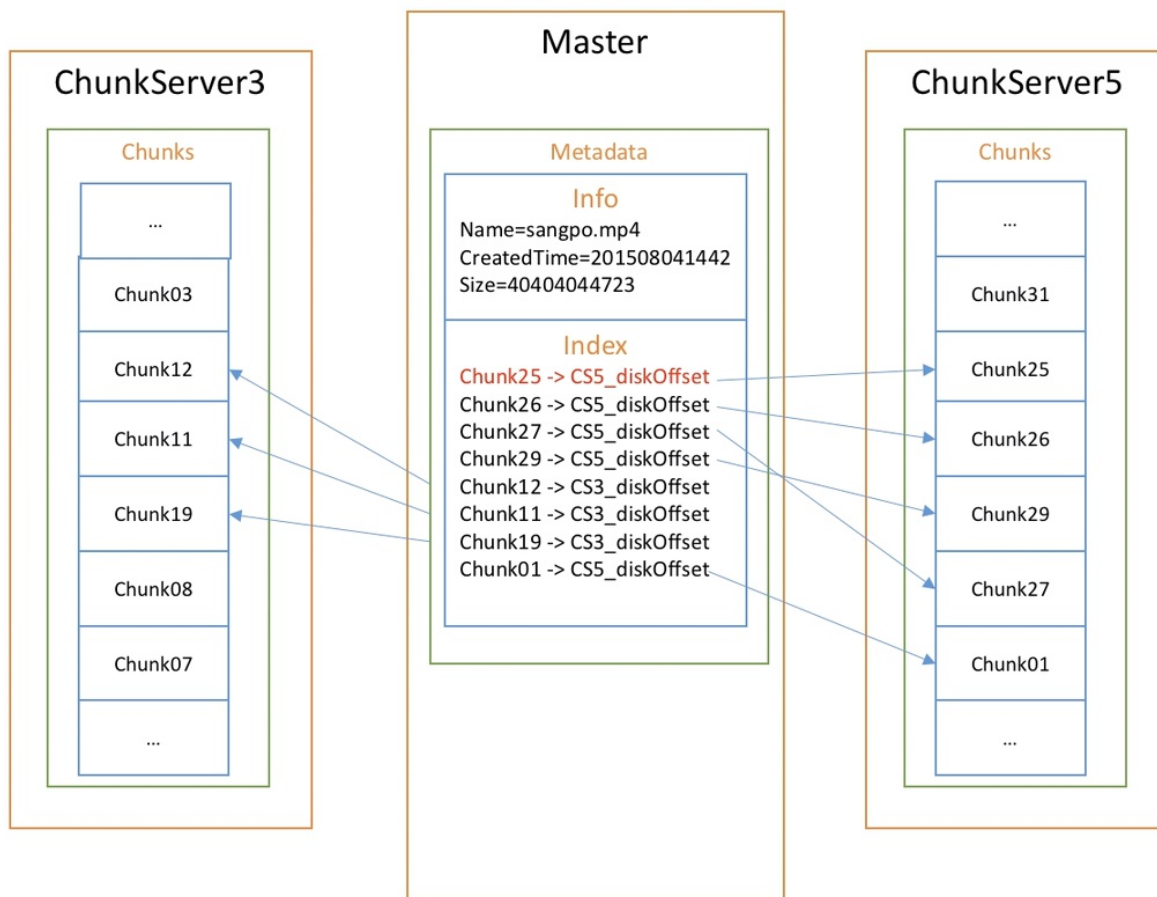 ChunkServer3
Chunks
...
Chunk03
Chunk12
Chunk11
Chunk19
Chunk08
Chunk07
...
Master
Metadata
Info
Name=sangpo.mp4
CreatedTime=201508041442
Size=40404044723
Index
Chunk25 -> CS5_diskOffset
Chunk26 -> CS5_diskOffset
Chunk27 -> CS5_diskOffset
Chunk29 -> CS5_diskOffset
Chunk12 -> CS3_diskOffset
Chunk11 -> CS3_diskOffset
Chunk19 -> CS3_diskOffset
Chunk01 -> CS5_diskOffset
ChunkServer5
Chunks
...
Chunk31
Chunk25
Chunk26
Chunk29
Chunk27
Chunk01
...